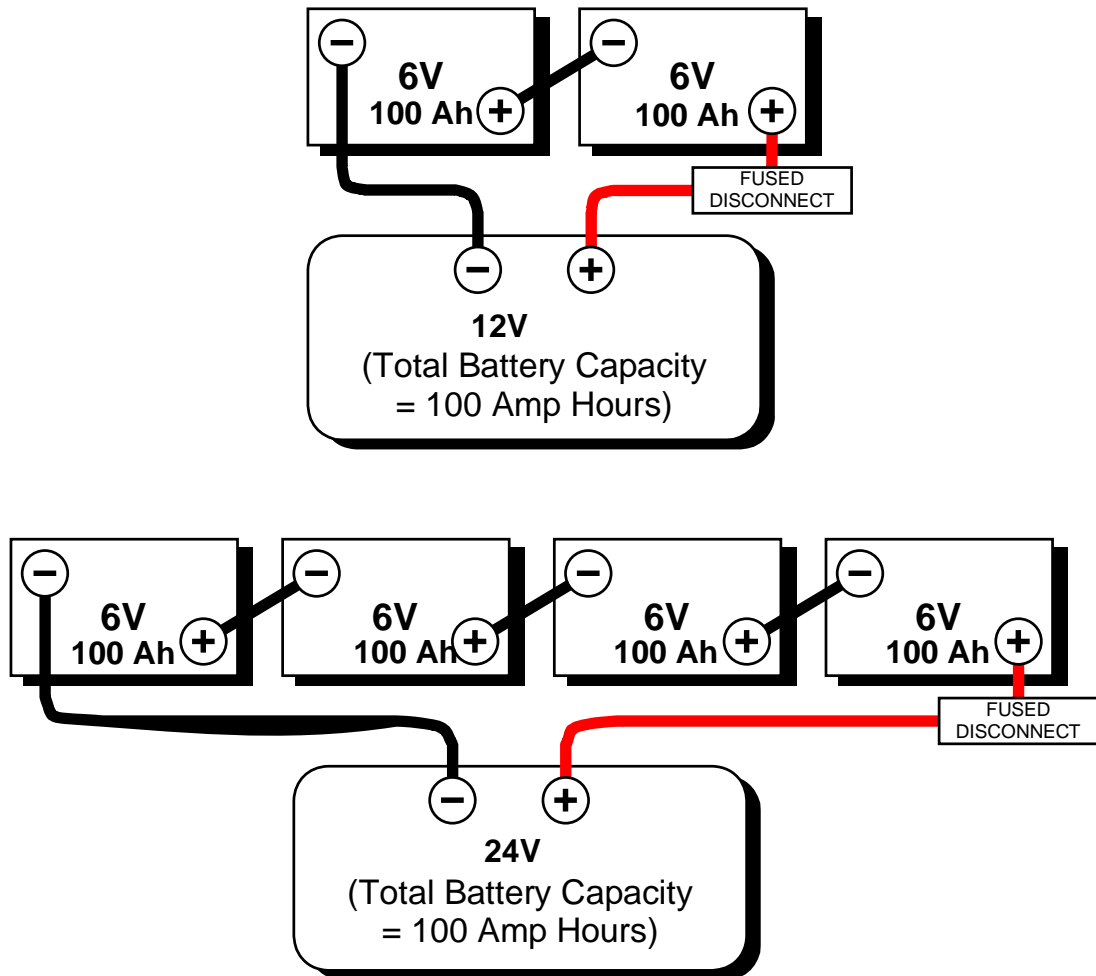 −
−
6V
6V
100 Ah
+
100 Ah
+
FUSED
DISCONNECT
−
+
12V
(Total Battery Capacity
= 100 Amp Hours)
−
−
−
−
6V
6V
6V
6V
100 Ah
+
100 Ah
+
100 Ah
+
100 Ah
+
FUSED
DISCONNECT
−
+
24V
(Total Battery Capacity
= 100 Amp Hours)